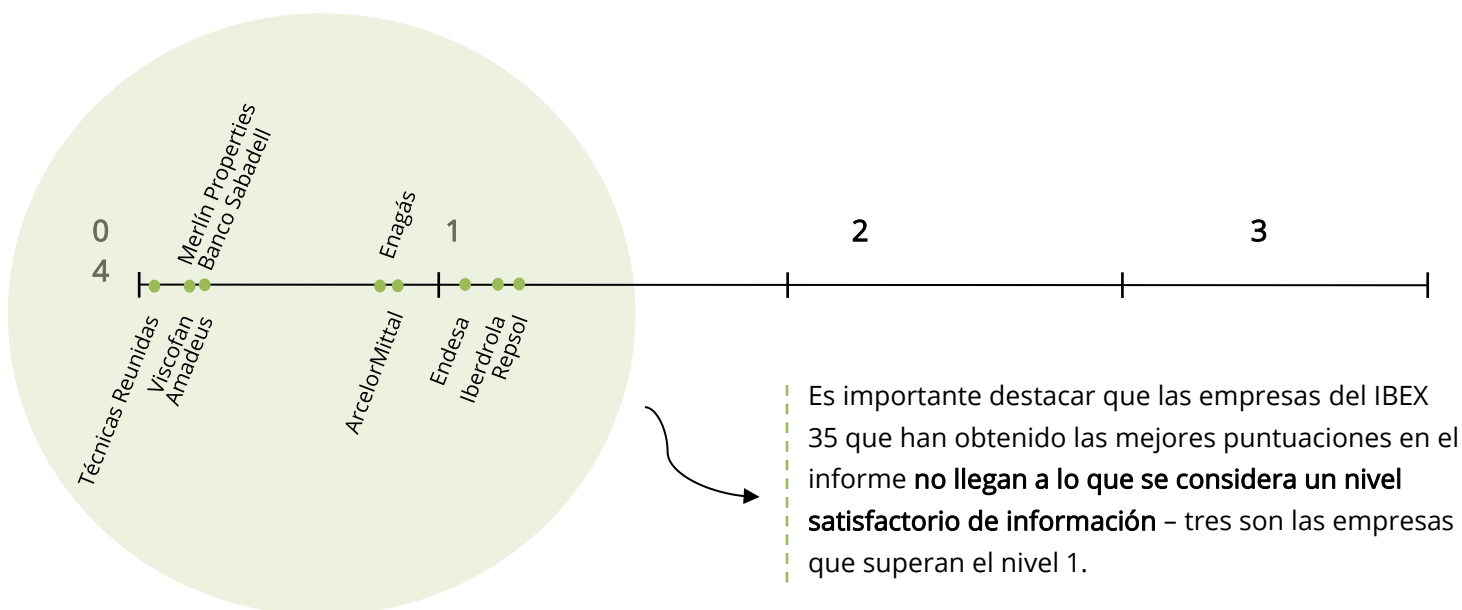 Merlín Properties
Banco Sabadell
Enagás
0 1 2 3
4
Técnicas Reunidas
Viscofan
Amadeus
ArcelorMittal
Endesa
Iberdrola
Repsol
Es importante destacar que las empresas del IBEX
35 que han obtenido las mejores puntuaciones en el
informe no llegan a lo que se considera un nivel
satisfactorio de información – tres son las empresas
que superan el nivel 1.